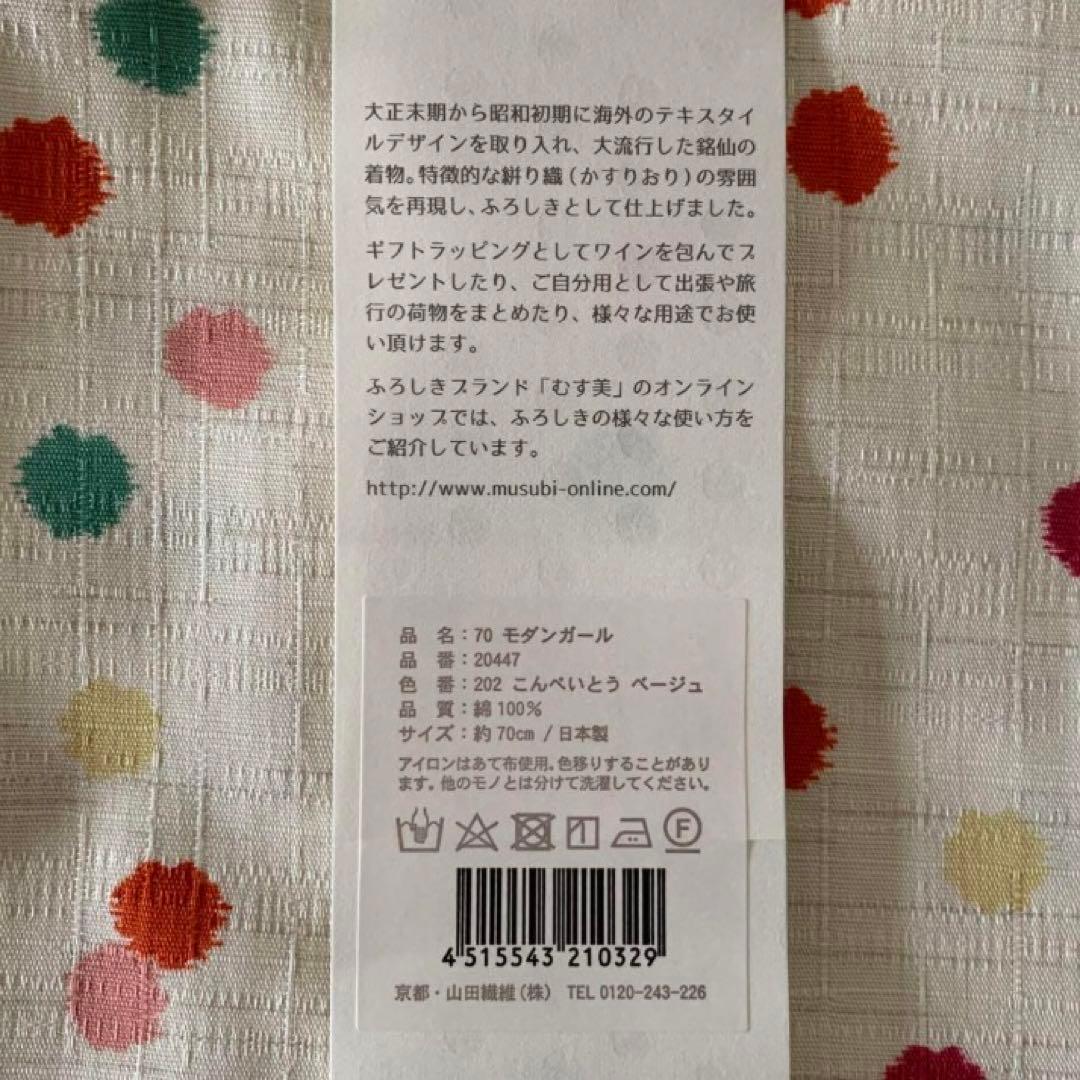 大正末期から昭和初期に海外のテキスタイ
ルデザインを取り入れ、大流行した銘仙の
着物。特徴的な絣り織(かすりおり)の雰囲
気を再現し、ふろしきとして仕上げました。
ギフトラッピングとしてワインを包んでプ
レゼントしたり、ご自分用として出張や旅
行の荷物をまとめたり、様々な用途でお使
い頂けます。
ふろしきブランド「むす美」のオンライン
ショップでは、ふろしきの様々な使い方を
ご紹介しています。
http://www.musubi-online.com/
品 名：70 モダンガール
品 番：20447
色 番：202 こんぺいとう ベージュ
品 質：綿100%
サイズ：約70cm / 日本製
アイロンはあて布使用。色移りすることがあり
ます。他のモノとは分けて洗濯してください。
F
4 515543 210329
京都・山田繊維(株) TEL 0120-243-226